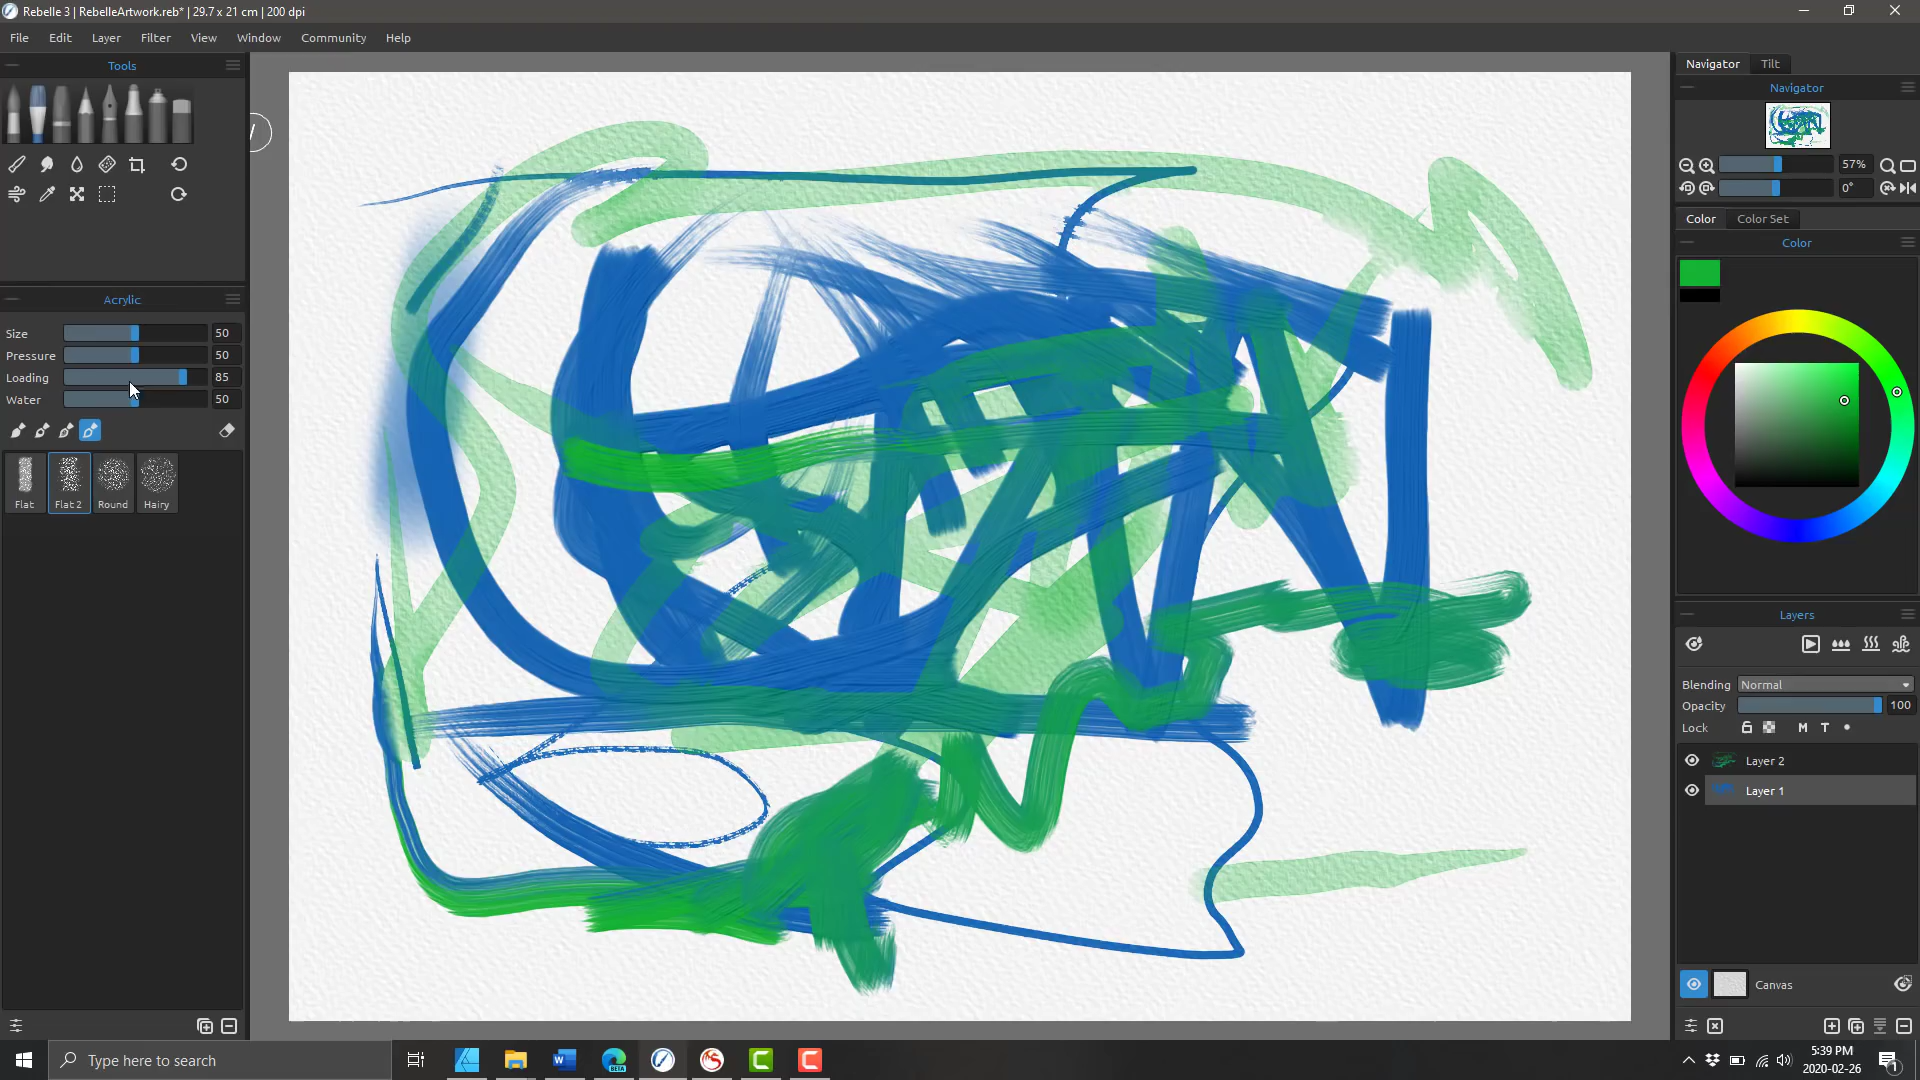 Rebelle 3 | RebelleArtwork.reb* | 29.7 x 21 cm | 200 dpi
File Edit Layer Filter View Window Community Help
Tools
Acrylic
Size 50
Pressure 50
Loading 85
Water 50
Flat Flat 2 Round Hairy
Navigator Tilt
Navigator
57%
0°
Color Color Set
Color
Layers
Blending Normal
Opacity 100
Lock M T
Layer 2
Layer 1
Canvas
Type here to search
5:39 PM
2020-02-26
1